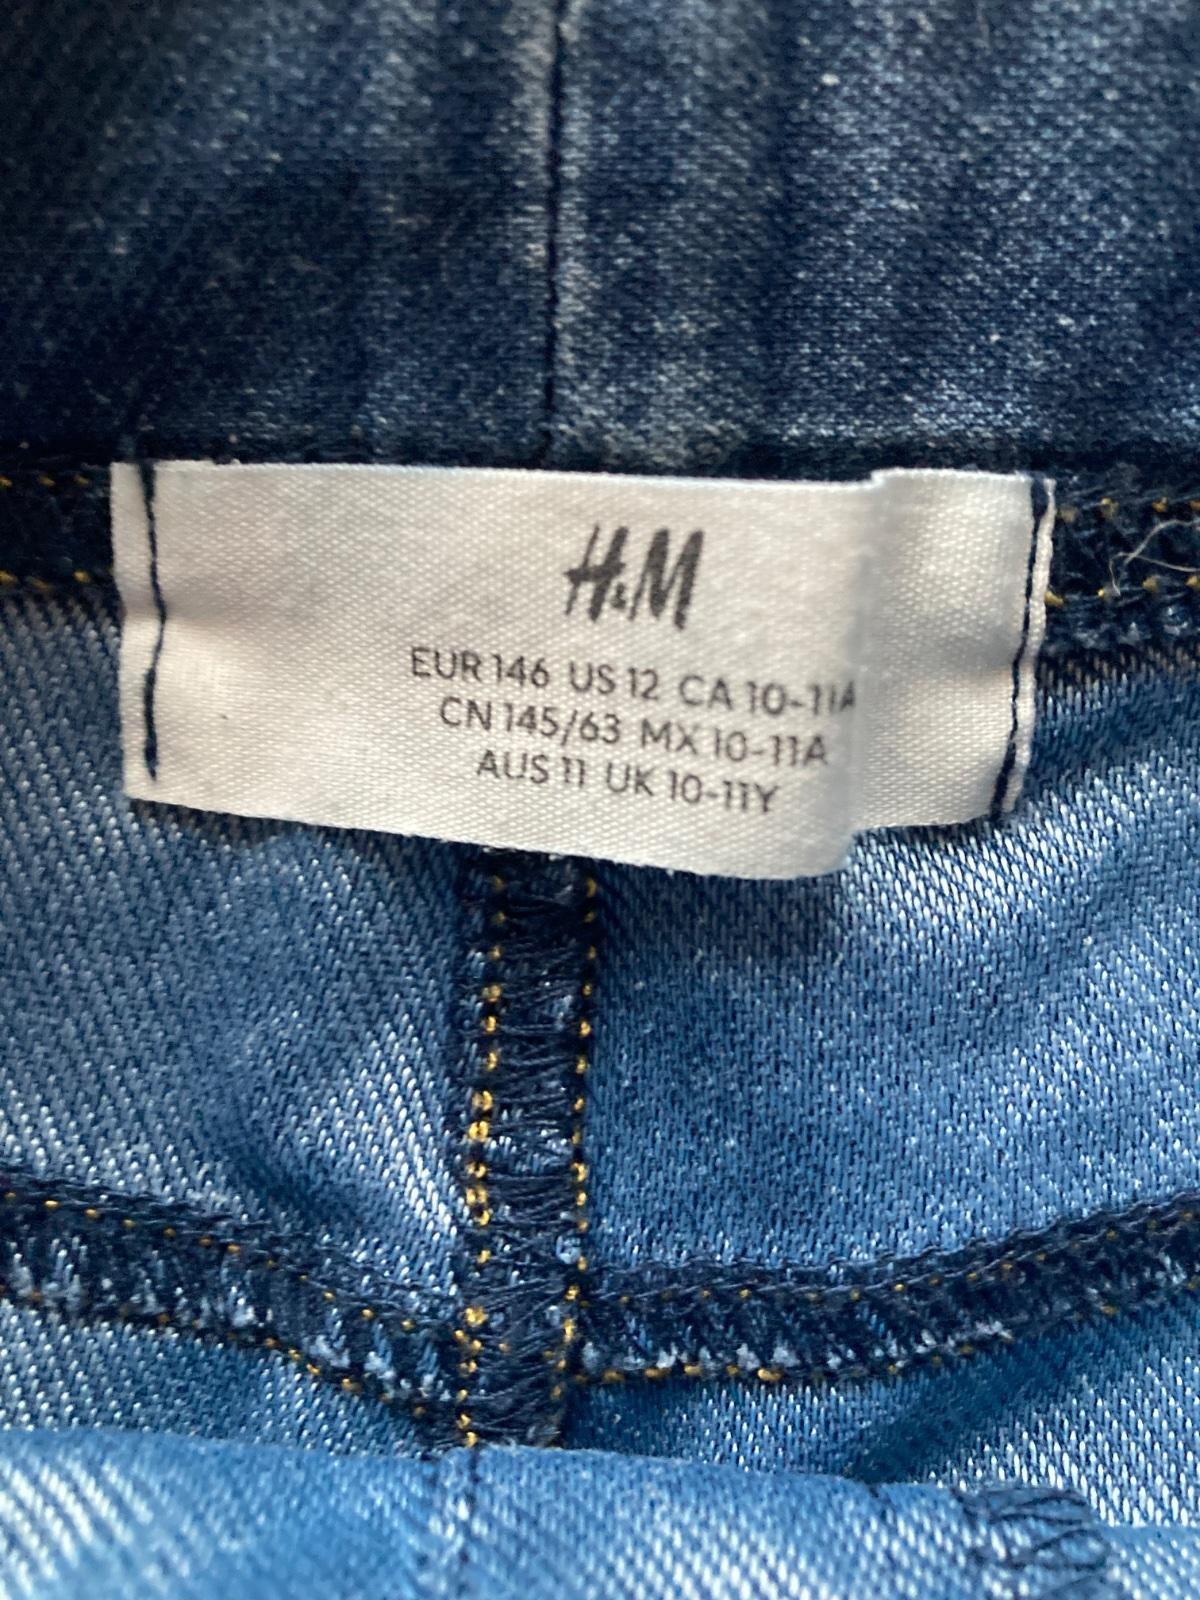 H&M
EUR 146 US 12 CA 10-11A
CN 145/63 MX 10-11A
AUS 11 UK 10-11Y